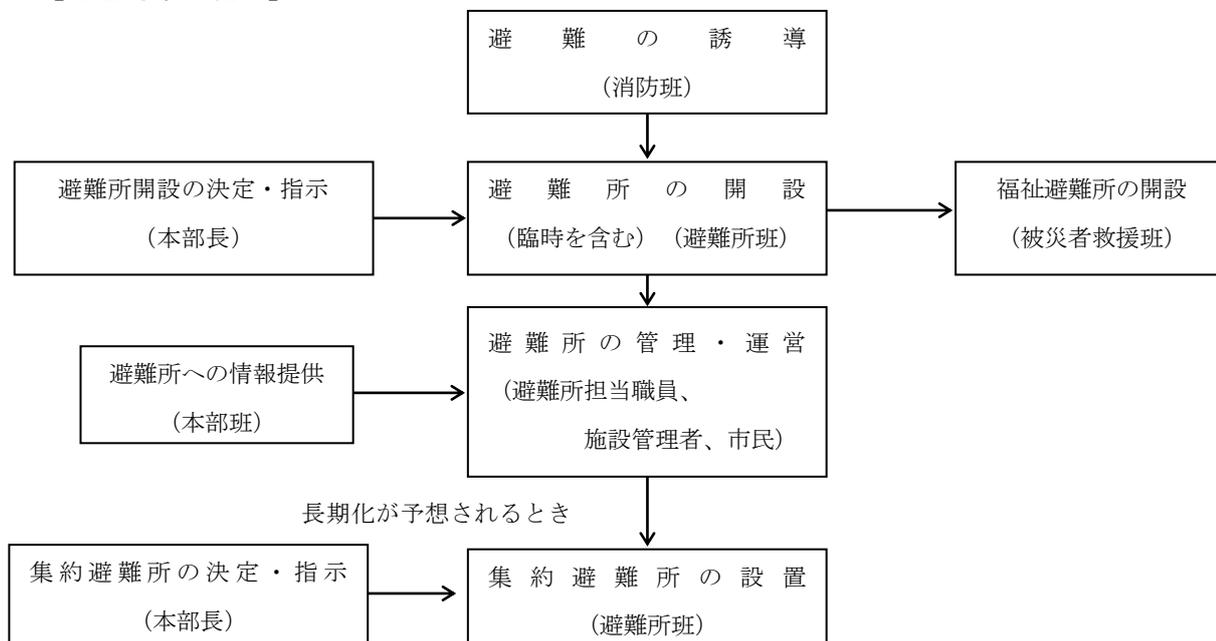 避難の誘導
（消防班）
避難所開設の決定・指示
（本部長）
避難所の開設
（臨時を含む）（避難所班）
福祉避難所の開設
（被災者救援班）
避難所の管理・運営
（避難所担当職員、
施設管理者、市民）
避難所への情報提供
（本部班）
長期化が予想されるとき
集約避難所の決定・指示
（本部長）
集約避難所の設置
（避難所班）